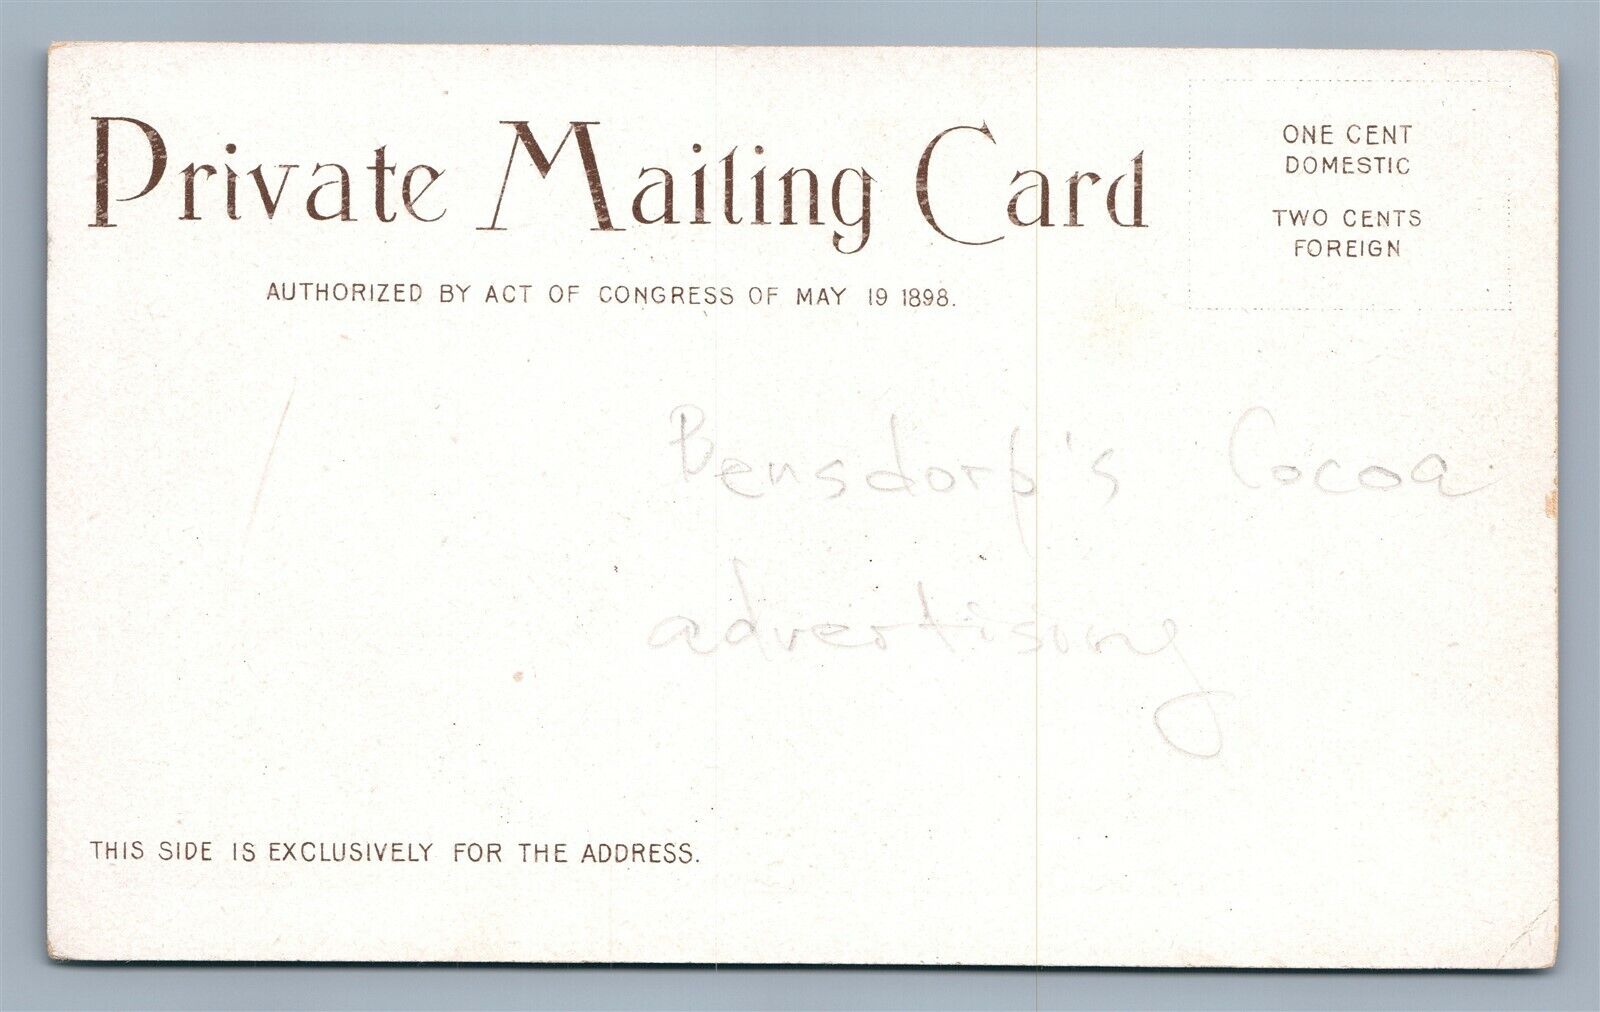 Private Mailing Card
ONE CENT
DOMESTIC
TWO CENTS
FOREIGN
AUTHORIZED BY ACT OF CONGRESS OF MAY 19 1898.
Bensdorp's Cocoa
advertising
THIS SIDE IS EXCLUSIVELY FOR THE ADDRESS.